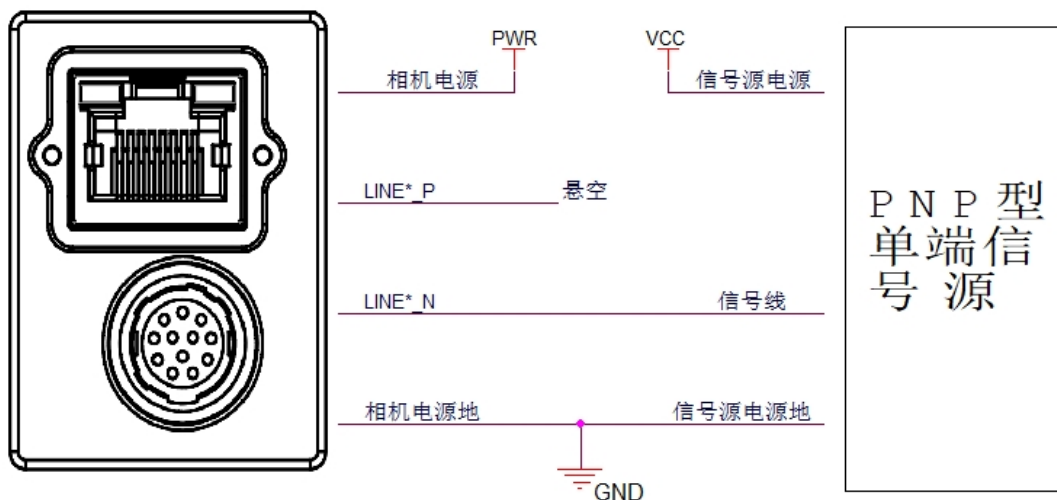 PWR
VCC
相机电源
信号源电源
LINE*_P
悬空
PNP型
单端信
号源
LINE*_N
信号线
相机电源地
信号源电源地
GND